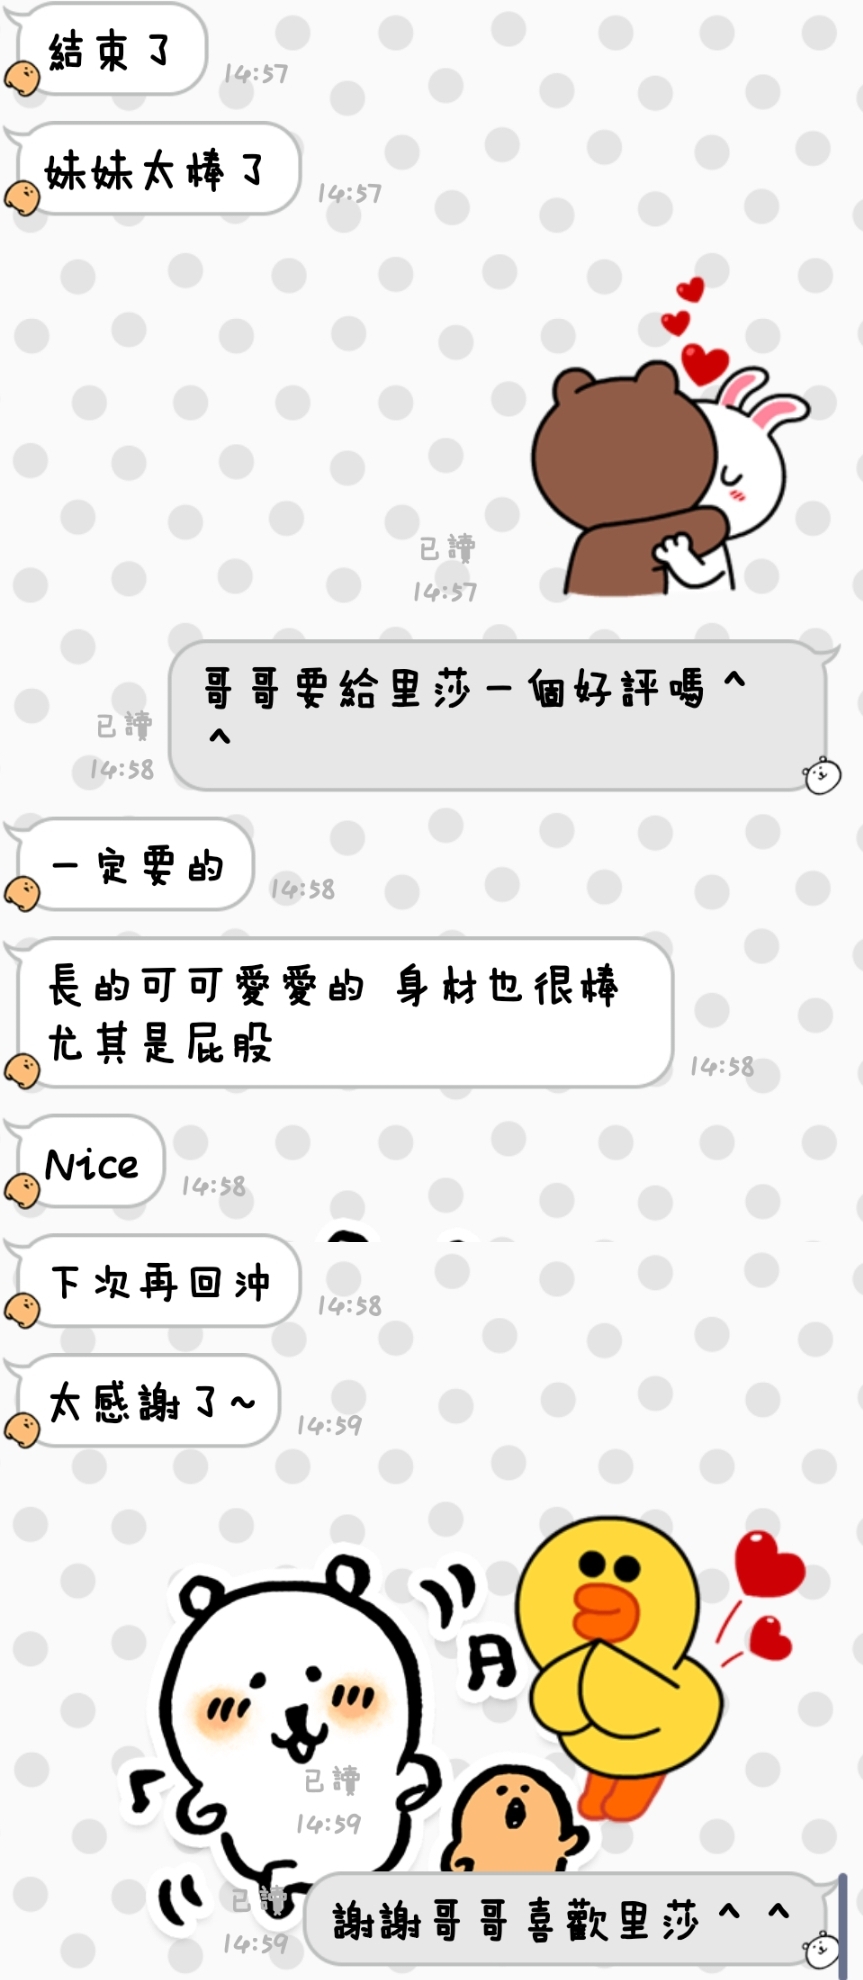 結束了
14:57
妹妹太棒了
14:57
已讀
14:57
哥哥要給里莎一個好評嗎^
^
已讀
14:58
一定要的
14:58
長的可可愛愛的 身材也很棒
尤其是屁股
14:58
Nice
14:58
下次再回沖
14:58
太感謝了~
14:59
已讀
14:59
謝謝哥哥喜歡里莎^^
已讀
14:59